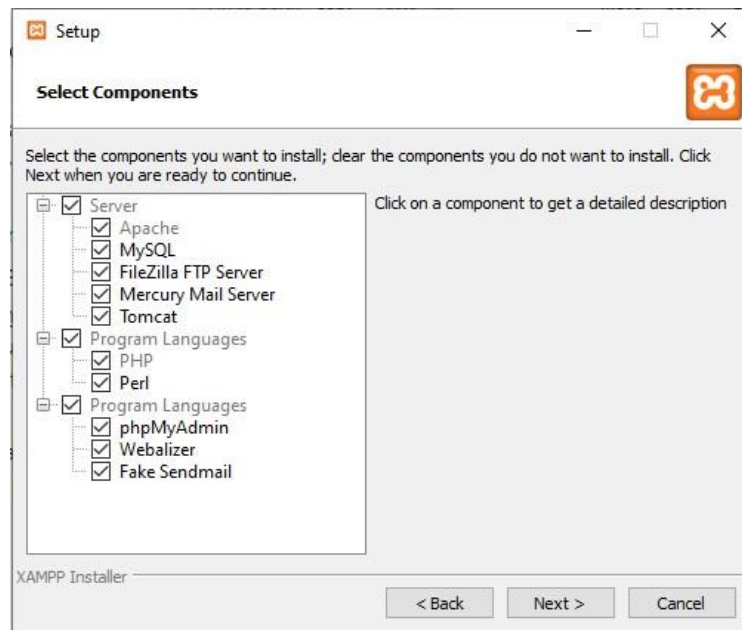 Setup
Select Components
Select the components you want to install; clear the components you do not want to install. Click
Next when you are ready to continue.
Server
Apache
MySQL
FileZilla FTP Server
Mercury Mail Server
Tomcat
Program Languages
PHP
Perl
Program Languages
phpMyAdmin
Webalizer
Fake Sendmail
Click on a component to get a detailed description
XAMPP Installer
< Back
Next >
Cancel